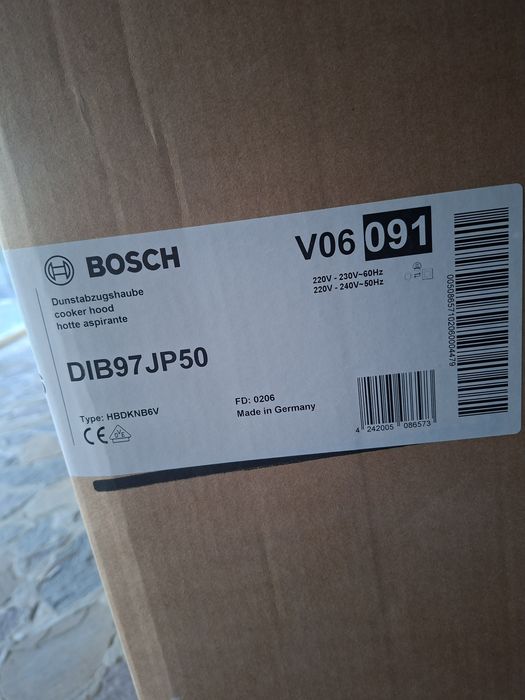 BOSCH
V06 091
Dunstabzugshaube
cooker hood
hotte aspirante
220V - 230V~60Hz
220V - 240V~50Hz
DIB97JP50
Type: HBDKNB6V
FD: 0206
Made in Germany
CE
4 242005 086573